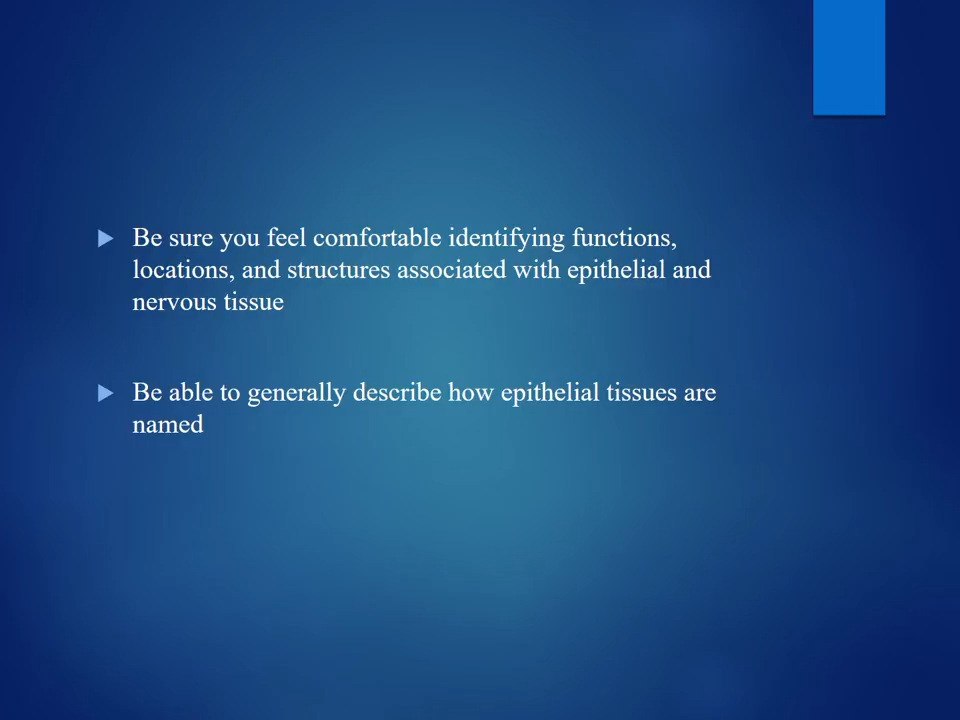 Be sure you feel comfortable identifying functions,
locations, and structures associated with epithelial and
nervous tissue
Be able to generally describe how epithelial tissues are
named